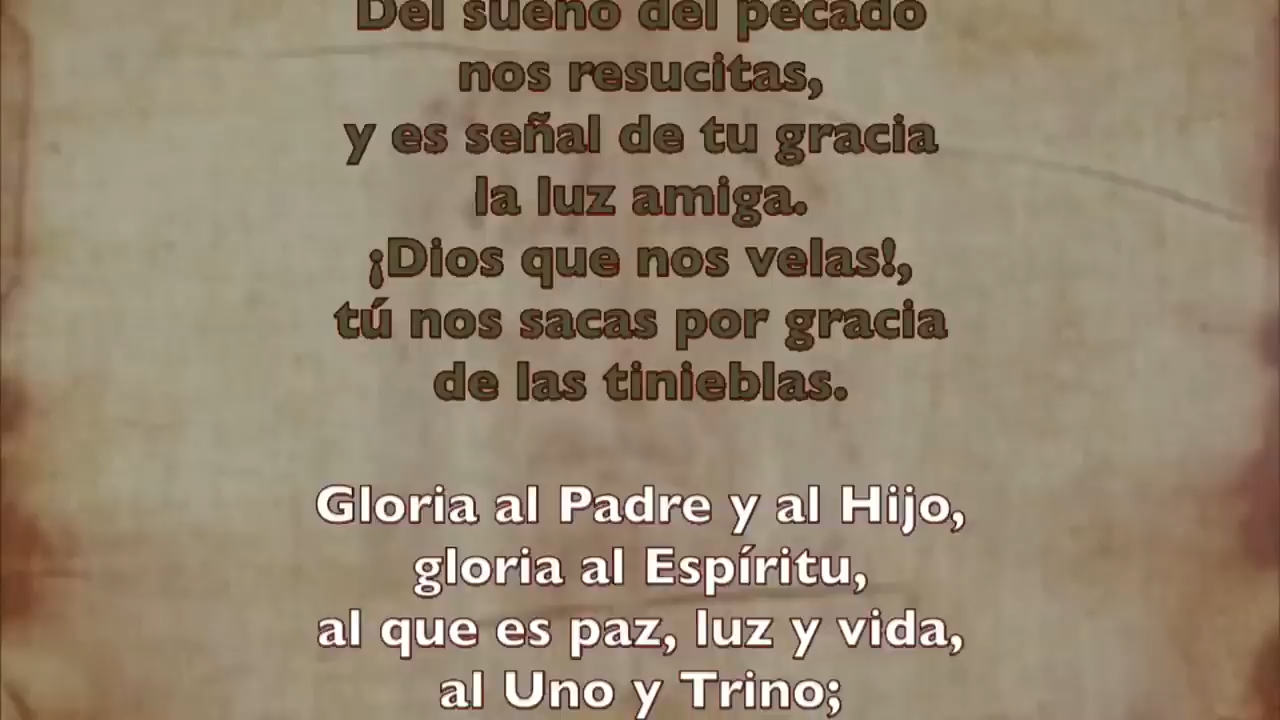 Del sueño del pecado
nos resucitas,
y es señal de tu gracia
la luz amiga.
¡Dios que nos velas!,
tú nos sacas por gracia
de las tinieblas.
Gloria al Padre y al Hijo,
gloria al Espíritu,
al que es paz, luz y vida,
al Uno y Trino;